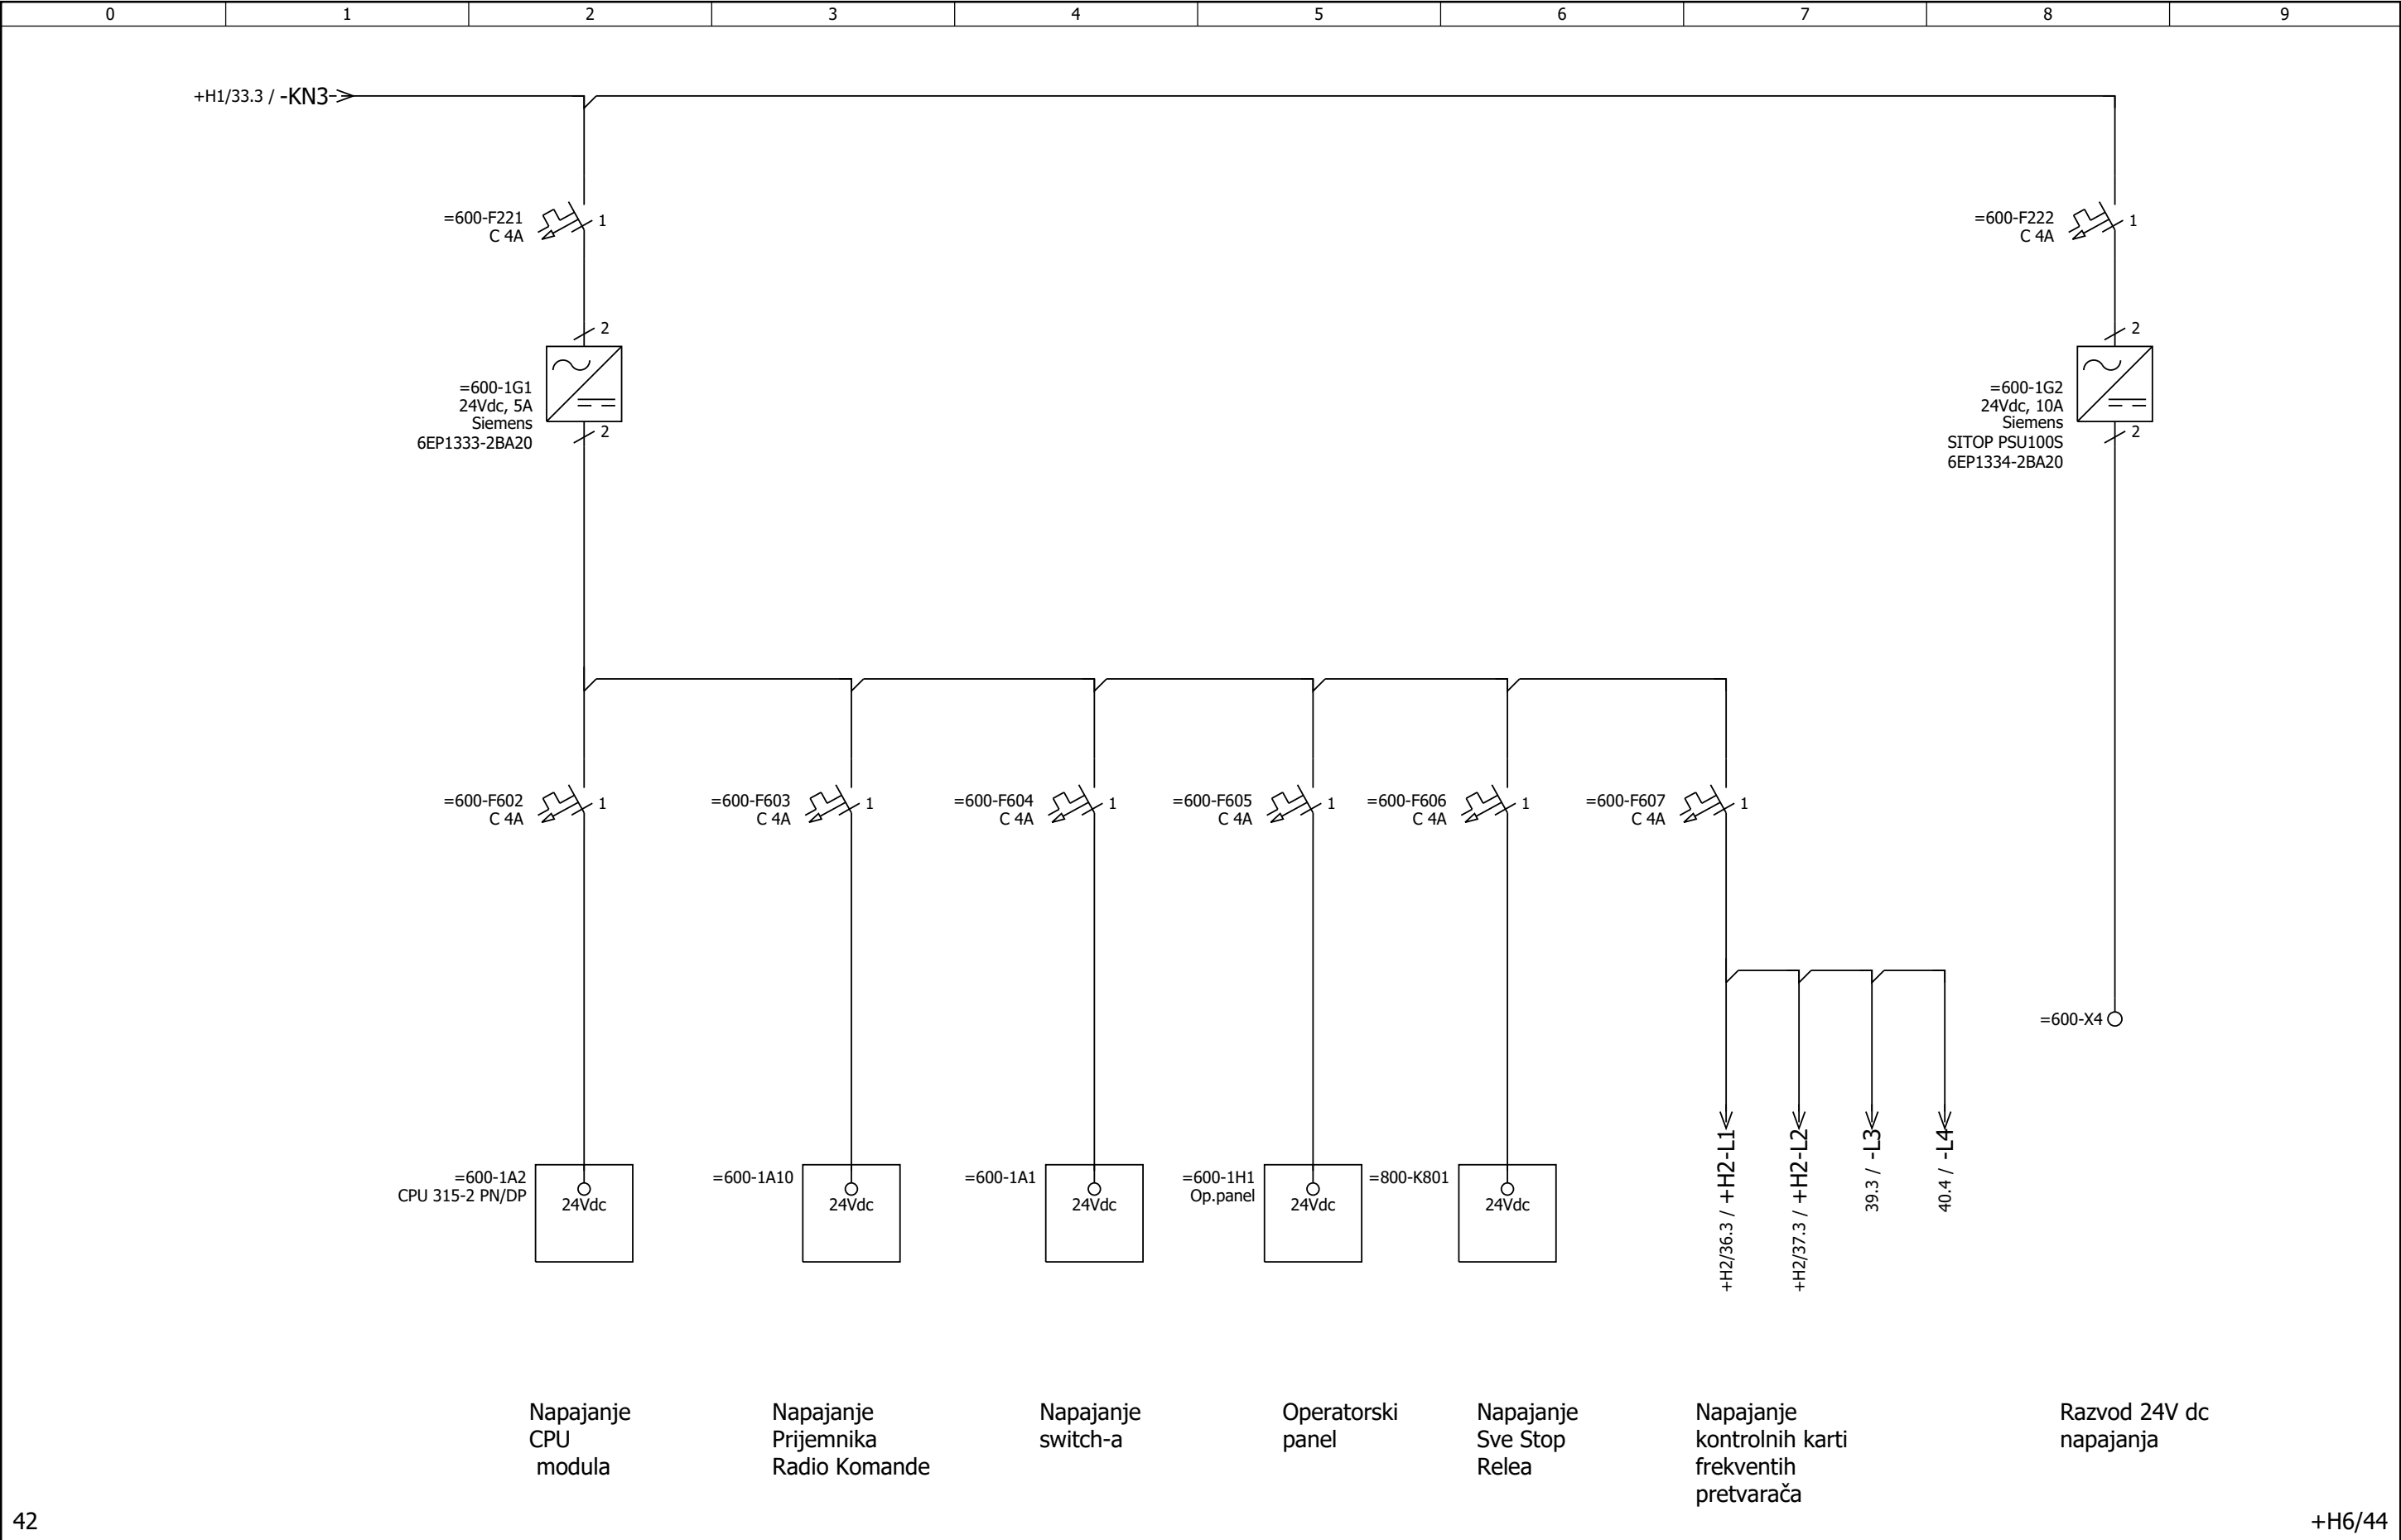 0 1 2 3 4 5 6 7 8 9
+H1/33.3 / -KN3
=600-F221
C 4A
1
=600-F222
C 4A
1
2
=600-1G1
24Vdc, 5A
Siemens
6EP1333-2BA20
2
2
=600-1G2
24Vdc, 10A
Siemens
SITOP PSU100S
6EP1334-2BA20
2
=600-F602
C 4A
1
=600-F603
C 4A
1
=600-F604
C 4A
1
=600-F605
C 4A
1
=600-F606
C 4A
1
=600-F607
C 4A
1
=600-X4
=600-1A2
CPU 315-2 PN/DP
24Vdc
=600-1A10
24Vdc
=600-1A1
24Vdc
=600-1H1
Op.panel
24Vdc
=800-K801
24Vdc
+H2/36.3 / +H2-L1
+H2/37.3 / +H2-L2
39.3 / -L3
40.4 / -L4
Napajanje
CPU
modula
Napajanje
Prijemnika
Radio Komande
Napajanje
switch-a
Operatorski
panel
Napajanje
Sve Stop
Relea
Napajanje
kontrolnih karti
frekventih
pretvarača
Razvod 24V dc
napajanja
42
+H6/44